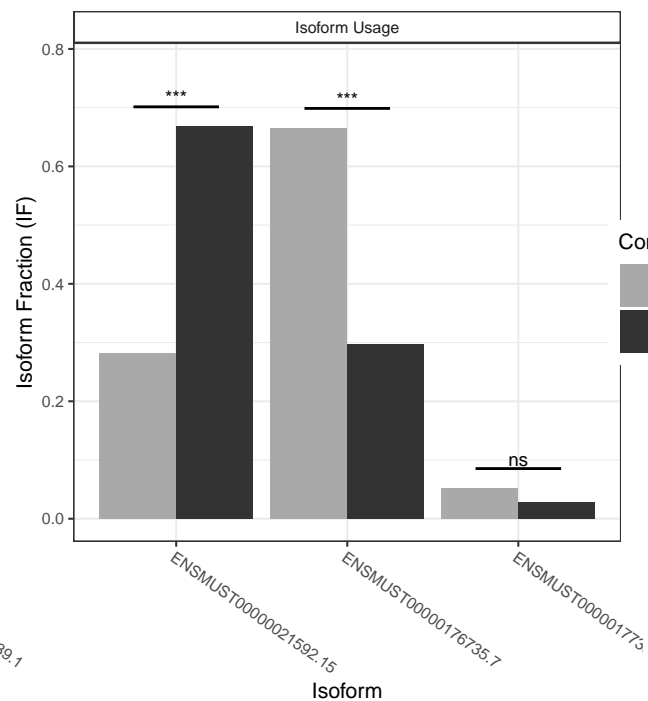 Isoform Usage
0.8
***
***
0.6
Isoform Fraction (IF)
0.4
0.2
ns
0.0
ENSMUST00000021592.15
ENSMUST00000176735.7
Isoform